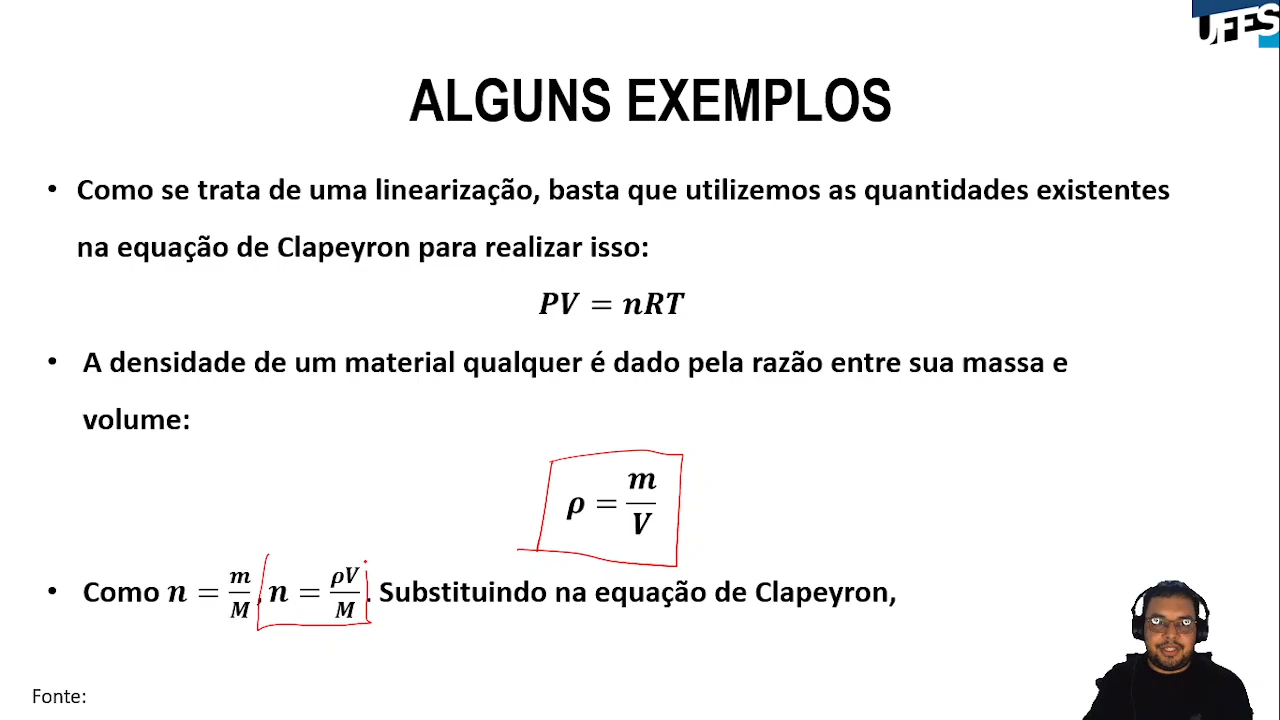 UFES
ALGUNS EXEMPLOS
• Como se trata de uma linearização, basta que utilizemos as quantidades existentes
na equação de Clapeyron para realizar isso:
PV = nRT
• A densidade de um material qualquer é dado pela razão entre sua massa e
volume:
ρ = m/V
• Como n = m/M, n = ρV/M. Substituindo na equação de Clapeyron,
Fonte: